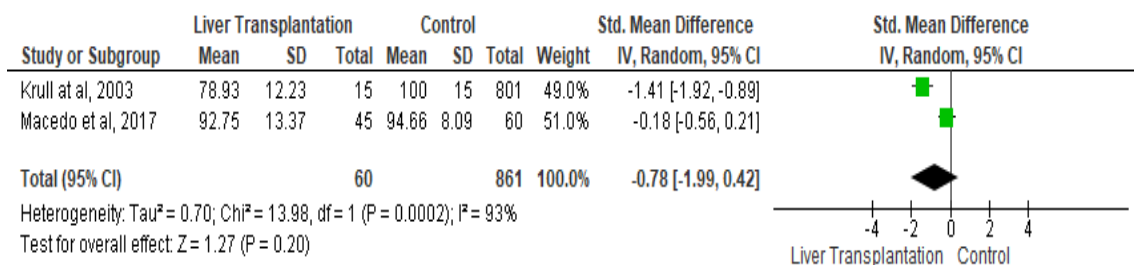 Liver Transplantation Control Std. Mean Difference Std. Mean Difference
Study or Subgroup Mean SD Total Mean SD Total Weight IV, Random, 95% CI IV, Random, 95% CI
Krull at al, 2003 78.93 12.23 15 100 15 801 49.0% -1.41 [-1.92, -0.89]
Macedo et al, 2017 92.75 13.37 45 94.66 8.09 60 51.0% -0.18 [-0.56, 0.21]
Total (95% CI) 60 861 100.0% -0.78 [-1.99, 0.42]
Heterogeneity: Tau² = 0.70; Chi² = 13.98, df = 1 (P = 0.0002); I² = 93%
Test for overall effect: Z = 1.27 (P = 0.20)
-4 -2 0 2 4
Liver Transplantation Control